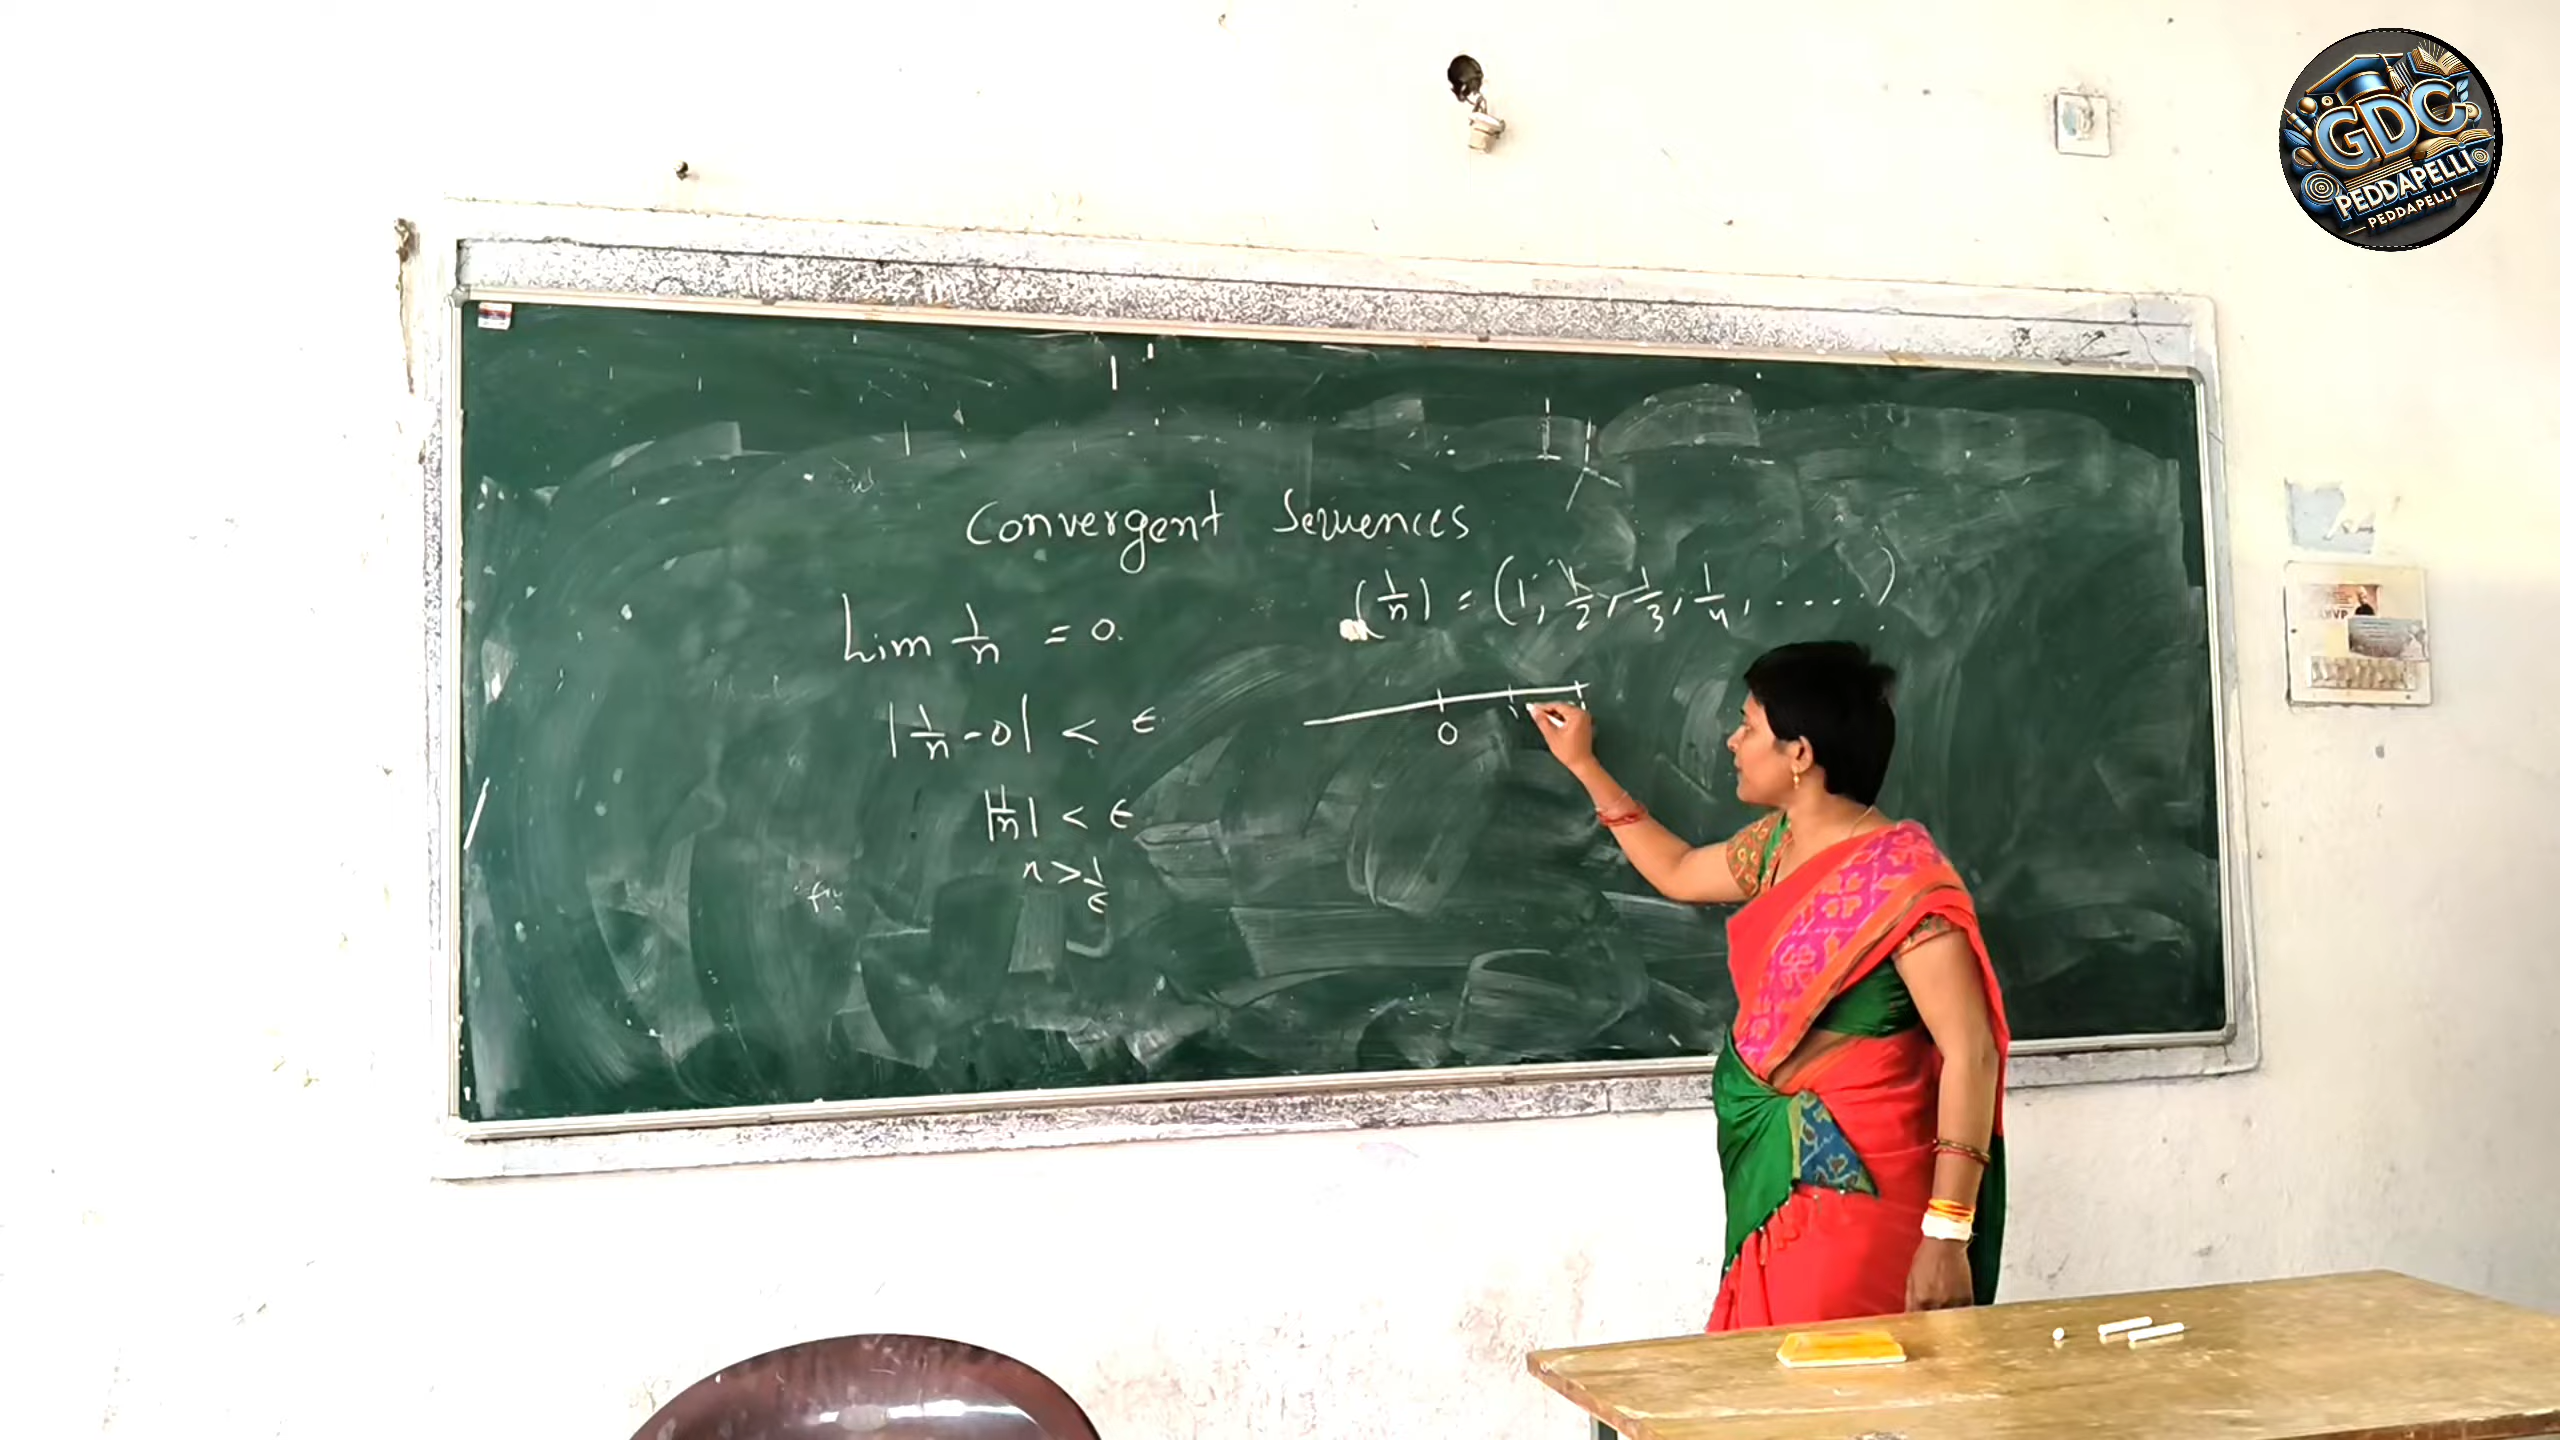 GDC
PEDDAPELLI
PEDDAPELLI
Convergent Sequences
Lim 1/n = 0.
(1/n) = (1, 1/2, 1/3, 1/4, ....)
|1/n - 0| < ϵ
0
|1/n| < ϵ
n > 1/ϵ